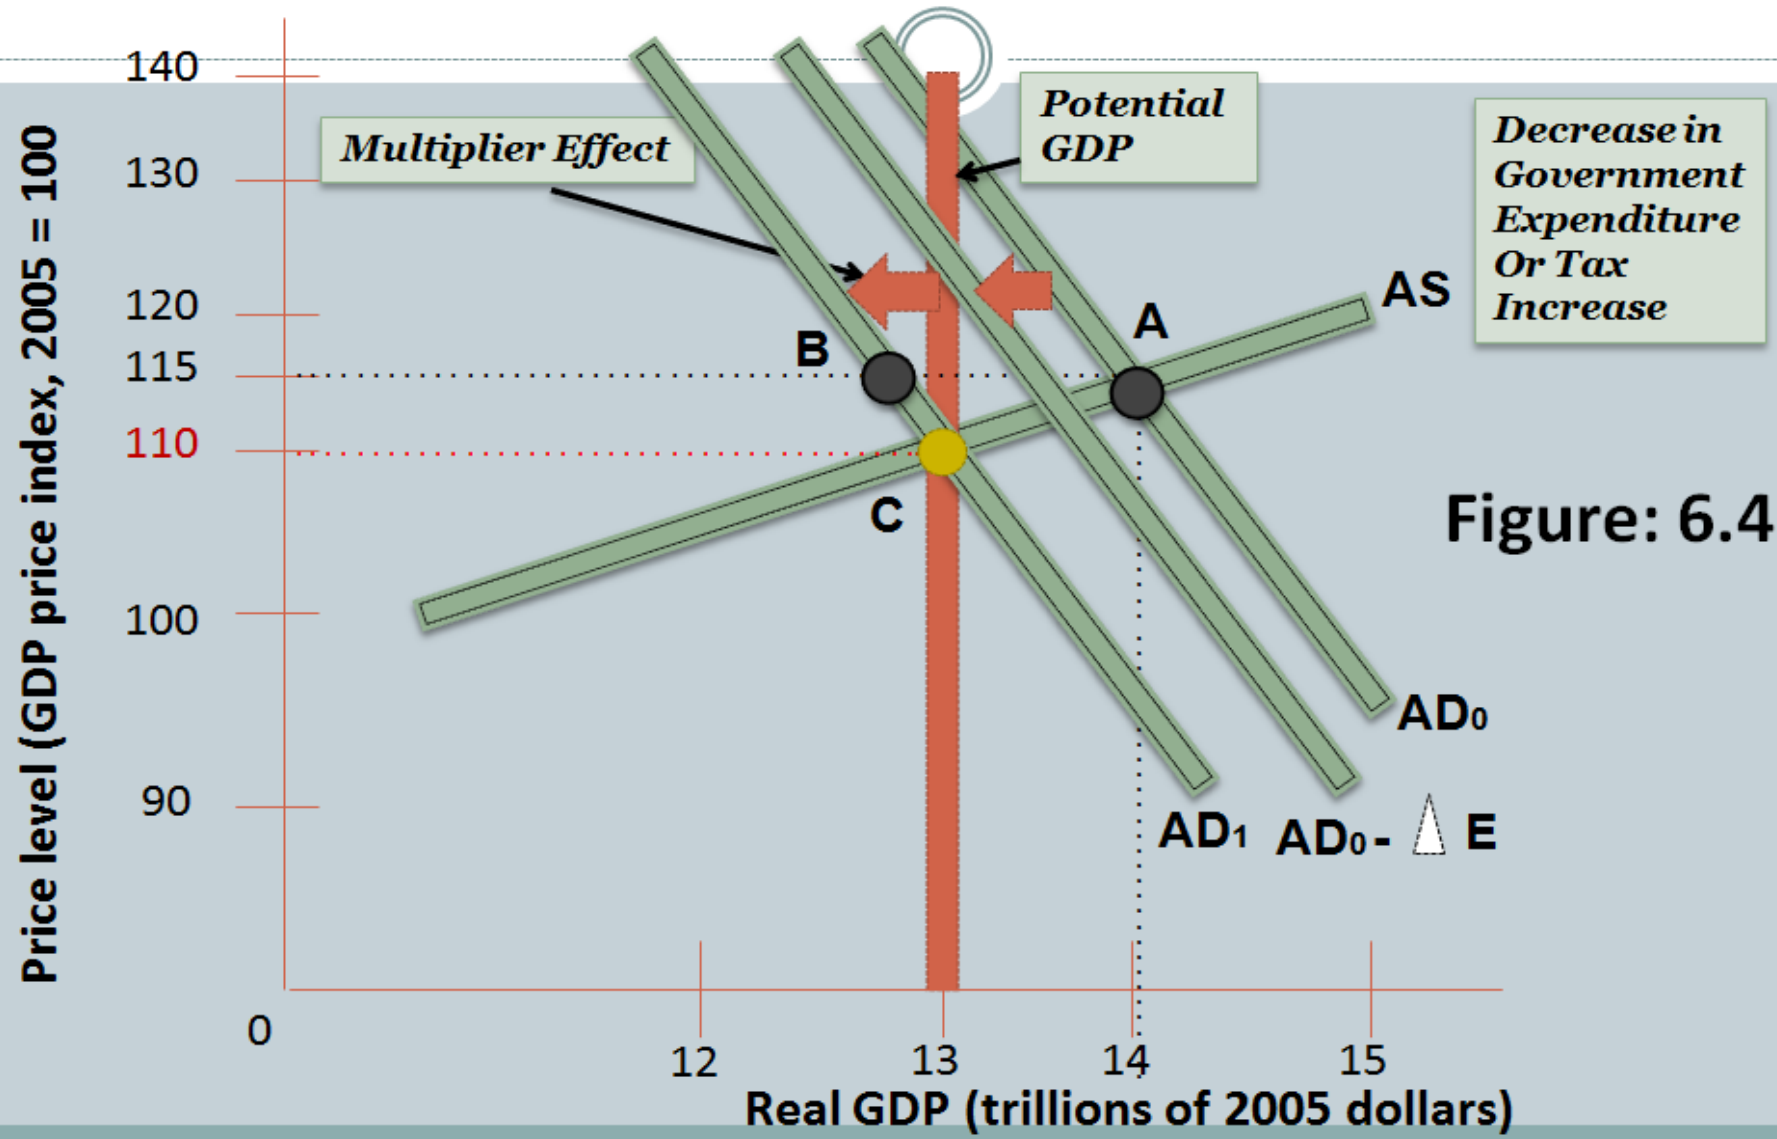 140
130
120
115
110
100
90
0
Price level (GDP price index, 2005 = 100
Multiplier Effect
Potential
GDP
Decrease in
Government
Expenditure
Or Tax
Increase
AS
A
B
C
Figure: 6.4
AD0
AD1
AD0 - △ E
12
13
14
15
Real GDP (trillions of 2005 dollars)